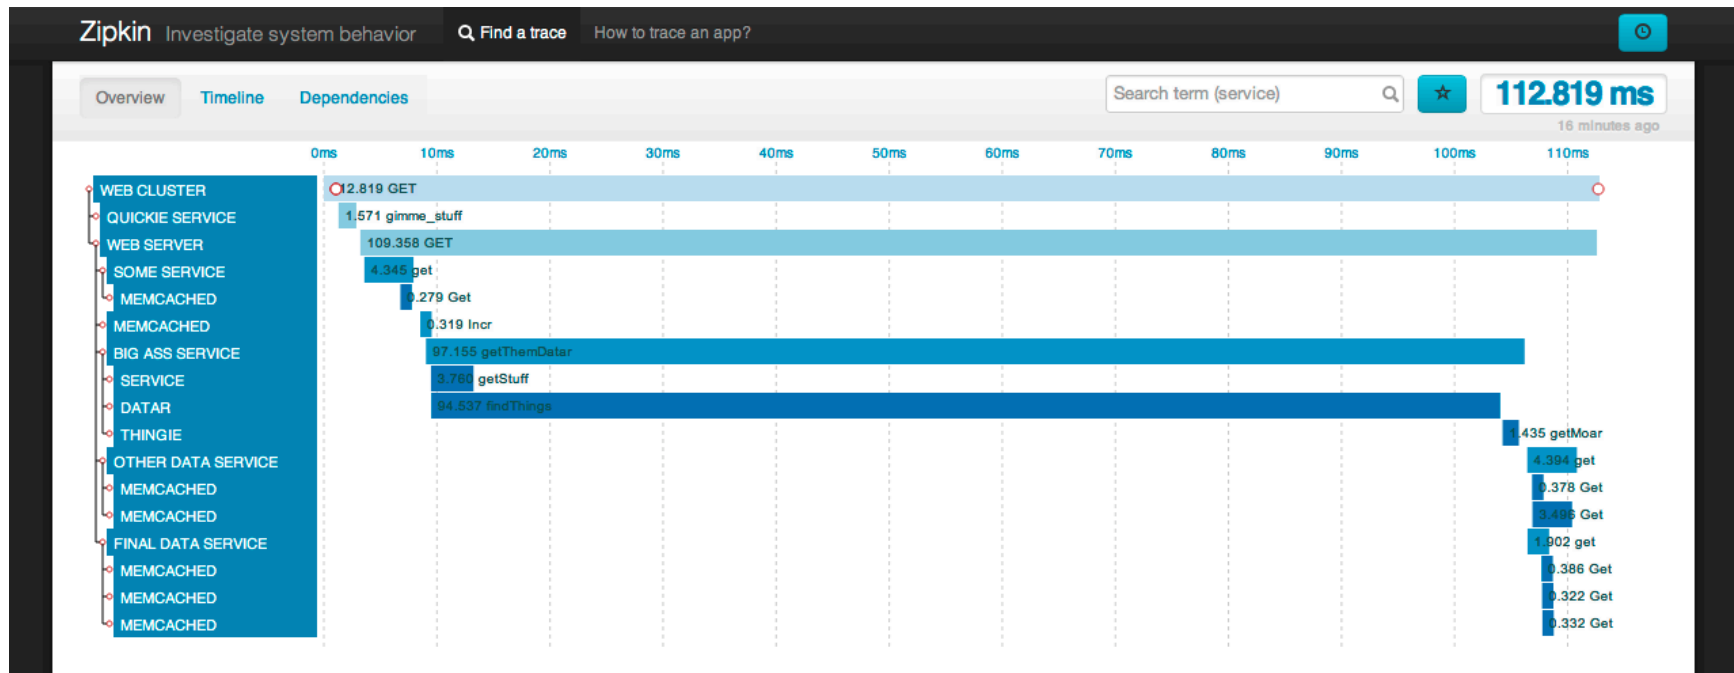 Zipkin Investigate system behavior Find a trace How to trace an app?
Overview Timeline Dependencies Search term (service) 112.819 ms
16 minutes ago
0ms 10ms 20ms 30ms 40ms 50ms 60ms 70ms 80ms 90ms 100ms 110ms
WEB CLUSTER 12.819 GET
QUICKIE SERVICE 1.571 gimme_stuff
WEB SERVER 109.358 GET
SOME SERVICE 4.345 get
MEMCACHED 0.279 Get
MEMCACHED 0.319 Incr
BIG ASS SERVICE 97.155 getThemDatar
SERVICE 3.760 getStuff
DATAR 94.537 findThings
THINGIE 1.435 getMoar
OTHER DATA SERVICE 4.394 get
MEMCACHED 0.378 Get
MEMCACHED 3.496 Get
FINAL DATA SERVICE 1.902 get
MEMCACHED 0.386 Get
MEMCACHED 0.322 Get
MEMCACHED 0.332 Get